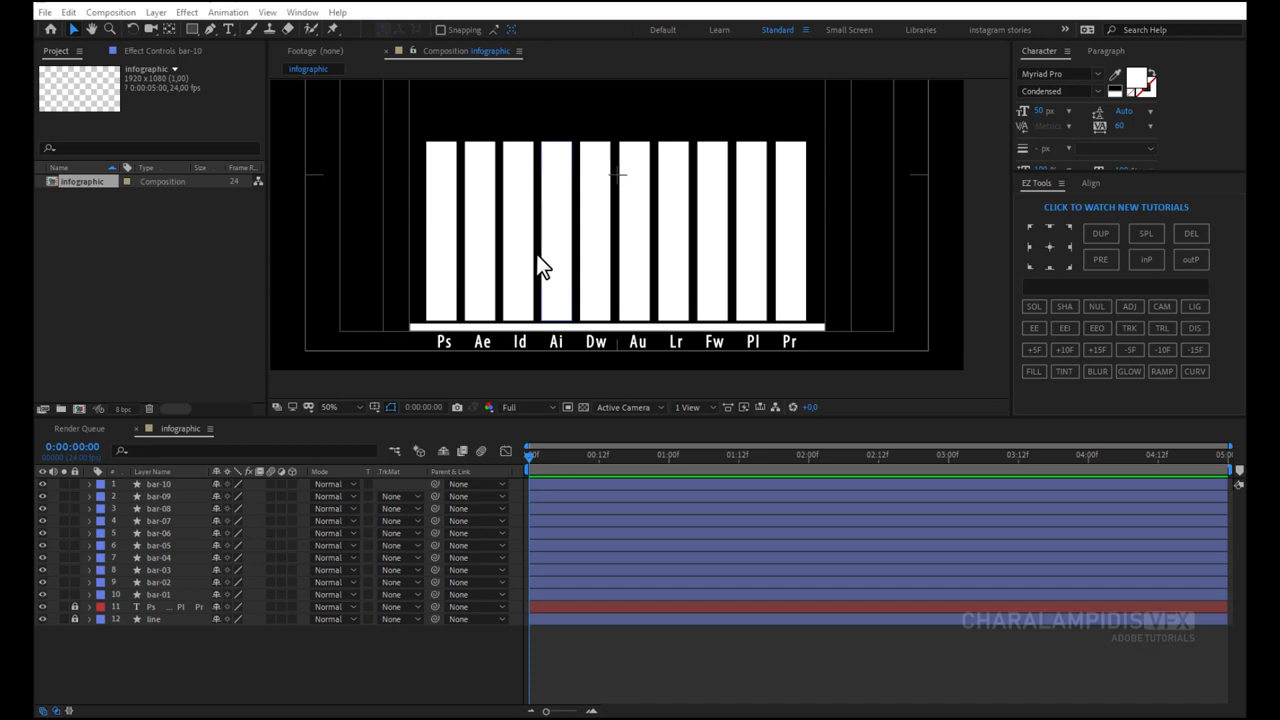 File Edit Composition Layer Effect Animation View Window Help
Snapping Default Learn Standard Small Screen Libraries instagram stories Search Help
Project Effect Controls bar-10 Footage (none) Composition infographic Character Paragraph
infographic
infographic
1920 x 1080 (1,00)
? 0:00:05:00, 24,00 fps
Myriad Pro
Condensed
50 px Auto
Metrics 60
- px
Name Type Size Frame R...
infographic Composition 24
Ps Ae Id Ai Dw Au Lr Fw Pl Pr
EZ Tools Align
CLICK TO WATCH NEW TUTORIALS
DUP SPL DEL
PRE inP outP
SOL SHA NUL ADJ CAM LIG
EE EEI EEO TRK TRL DIS
+5F +10F +15F -5F -10F -15F
FILL TINT BLUR GLOW RAMP CURV
8 bpc 50% 0:00:00:00 Full Active Camera 1 View +0,0
Render Queue infographic
0:00:00:00
00000 (24.00 fps)
:00f 00:12f 01:00f 01:12f 02:00f 02:12f 03:00f 03:12f 04:00f 04:12f 05:0
# Layer Name Mode T .TrkMat Parent & Link
1 bar-10 Normal None
2 bar-09 Normal None None
3 bar-08 Normal None None
4 bar-07 Normal None None
5 bar-06 Normal None None
6 bar-05 Normal None None
7 bar-04 Normal None None
8 bar-03 Normal None None
9 bar-02 Normal None None
10 bar-01 Normal None None
11 Ps ... Pl Pr Normal None None
12 line Normal None None
CHARALAMPIDISVFX
ADOBE TUTORIALS